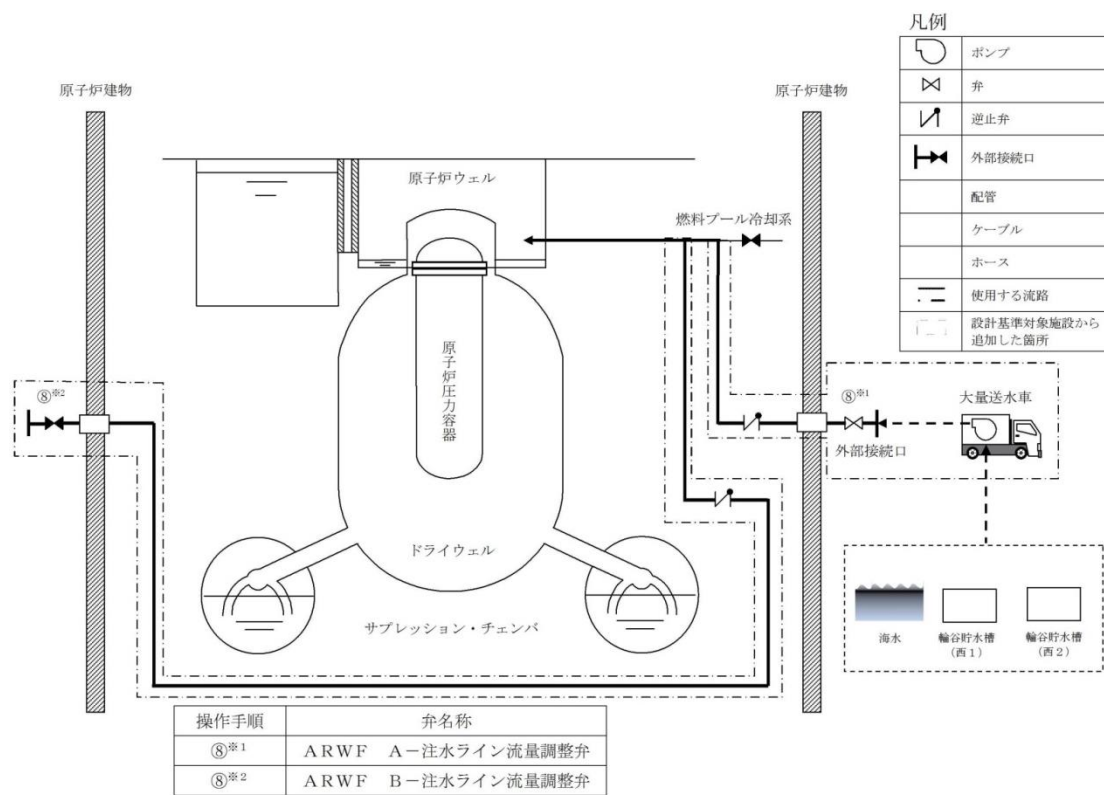 凡例
ポンプ
弁
逆止弁
外部接続口
配管
ケーブル
ホース
使用する流路
設計基準対象施設から
追加した箇所
原子炉建物
原子炉建物
原子炉ウェル
燃料プール冷却系
原子炉圧力容器
⑧※2
⑧※1
大量送水車
外部接続口
ドライウェル
サプレッション・チェンバ
海水
輪谷貯水槽
(西1)
輪谷貯水槽
(西2)
操作手順 弁名称
⑧※1 ARWF A-注水ライン流量調整弁
⑧※2 ARWF B-注水ライン流量調整弁